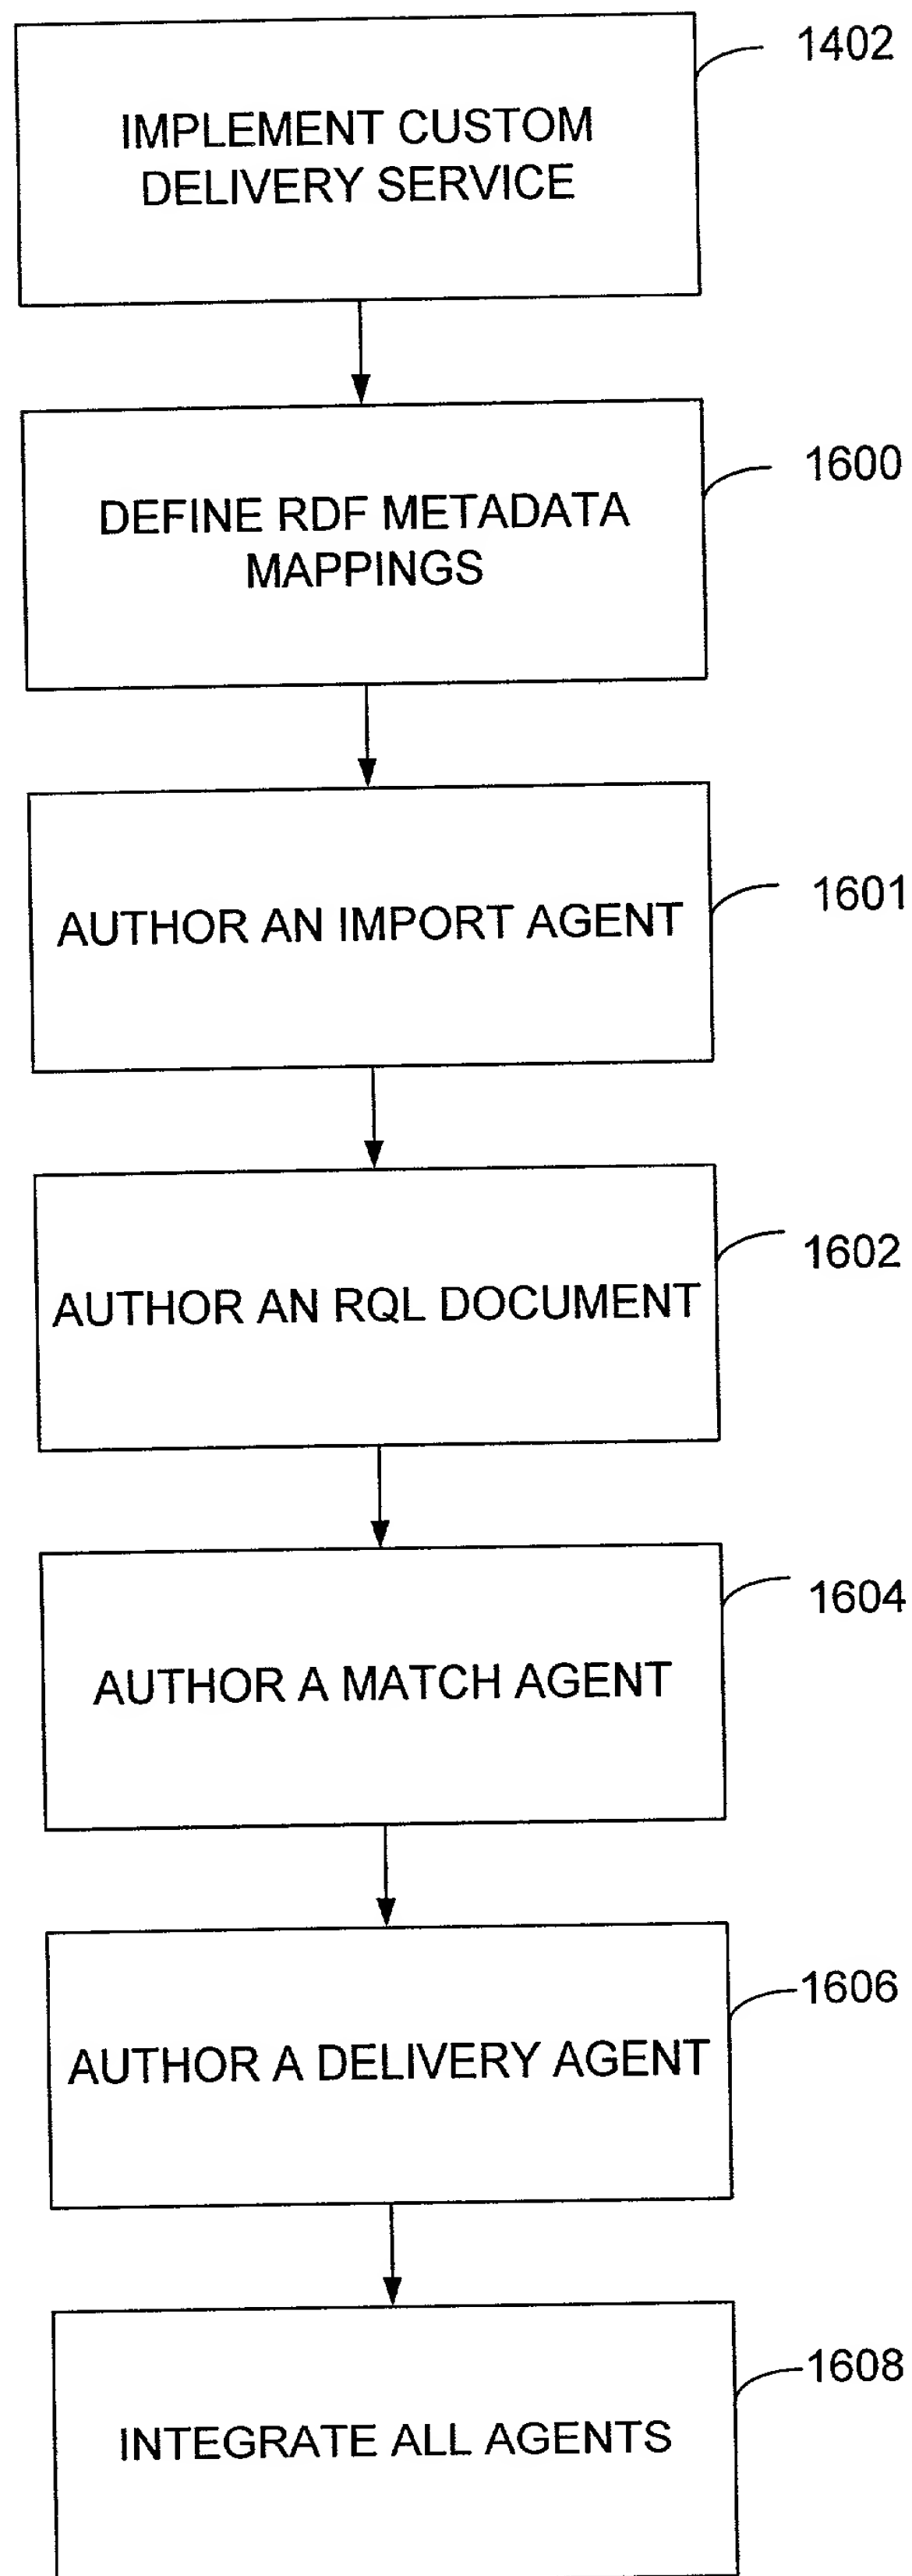 1402
IMPLEMENT CUSTOM
DELIVERY SERVICE
1600
DEFINE RDF METADATA
MAPPINGS
1601
AUTHOR AN IMPORT AGENT
1602
AUTHOR AN RQL DOCUMENT
1604
AUTHOR A MATCH AGENT
1606
AUTHOR A DELIVERY AGENT
1608
INTEGRATE ALL AGENTS